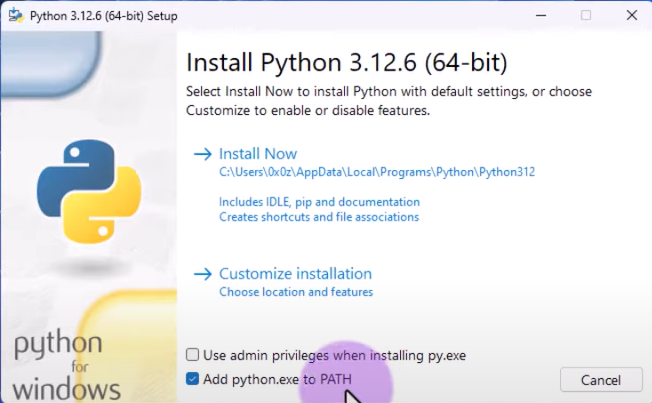 Python 3.12.6 (64-bit) Setup
Install Python 3.12.6 (64-bit)
Select Install Now to install Python with default settings, or choose
Customize to enable or disable features.
Install Now
C:\Users\0x0z\AppData\Local\Programs\Python\Python312
Includes IDLE, pip and documentation
Creates shortcuts and file associations
Customize installation
Choose location and features
Use admin privileges when installing py.exe
Add python.exe to PATH
Cancel
python
for
windows